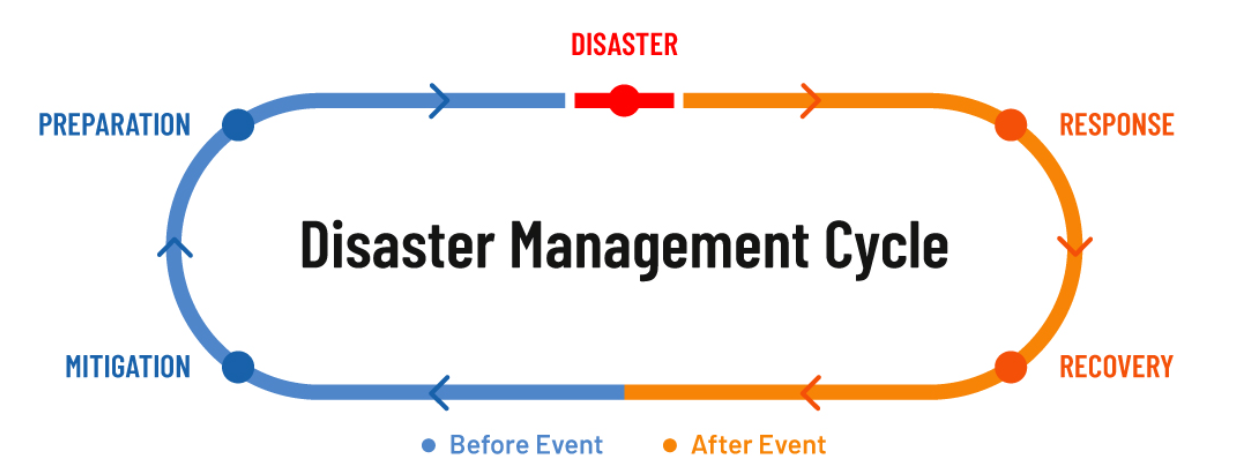 DISASTER
PREPARATION
RESPONSE
Disaster Management Cycle
MITIGATION
RECOVERY
Before Event
After Event